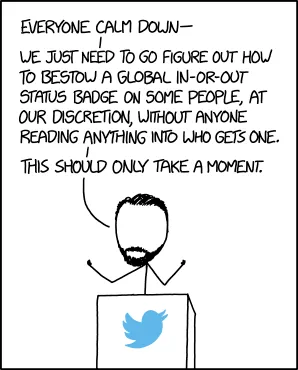 EVERYONE CALM DOWN—
WE JUST NEED TO GO FIGURE OUT HOW
TO BESTOW A GLOBAL IN-OR-OUT
STATUS BADGE ON SOME PEOPLE, AT
OUR DISCRETION, WITHOUT ANYONE
READING ANYTHING INTO WHO GETS ONE.
THIS SHOULD ONLY TAKE A MOMENT.